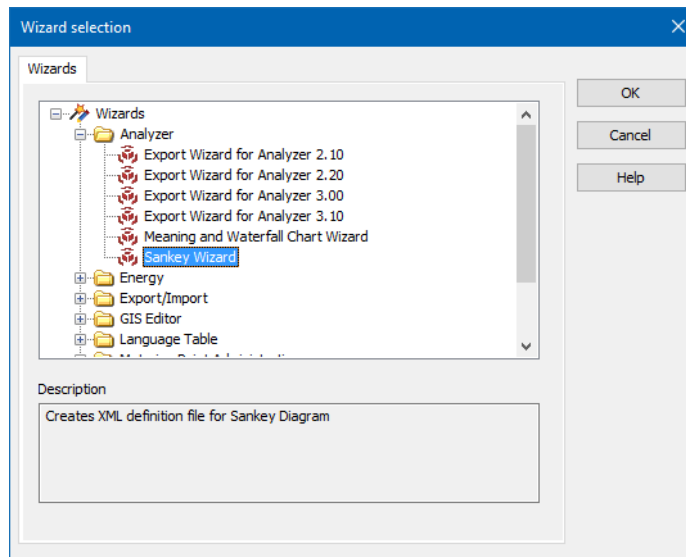 Wizard selection
Wizards
OK
Cancel
Help
Wizards
Analyzer
Export Wizard for Analyzer 2.10
Export Wizard for Analyzer 2.20
Export Wizard for Analyzer 3.00
Export Wizard for Analyzer 3.10
Meaning and Waterfall Chart Wizard
Sankey Wizard
Energy
Export/Import
GIS Editor
Language Table
Description
Creates XML definition file for Sankey Diagram